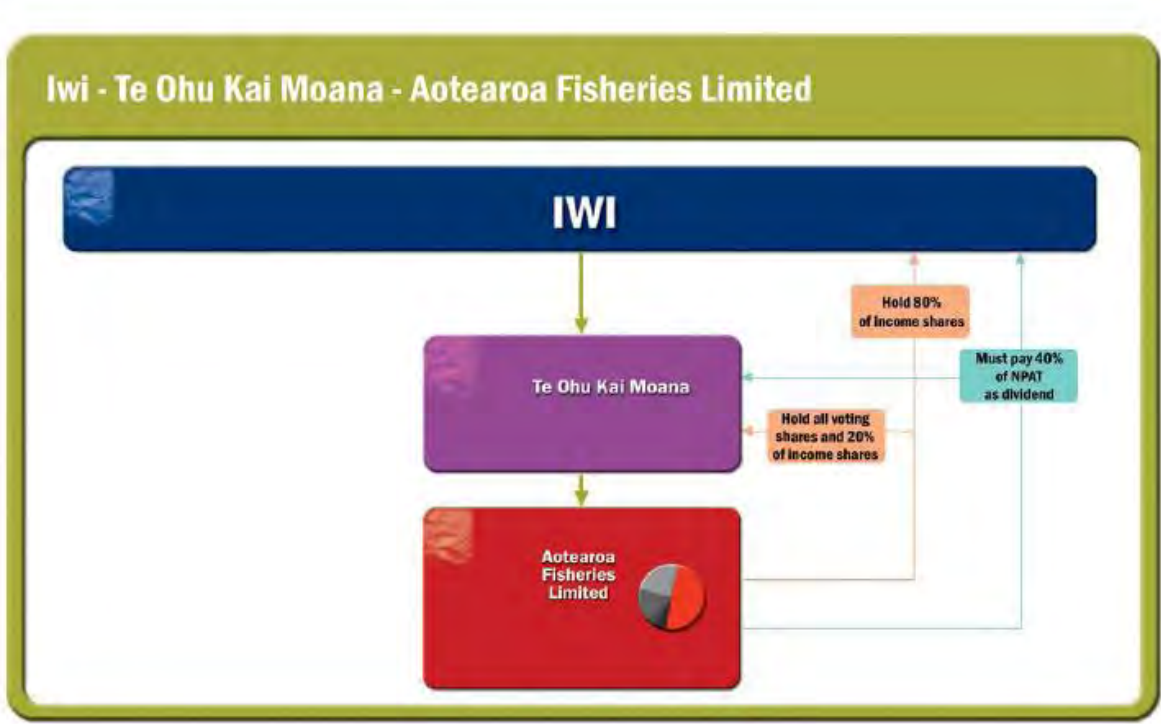 Iwi - Te Ohu Kai Moana - Aotearoa Fisheries Limited
IWI
Hold 80%
of income shares
Must pay 40%
of NPAT
as dividend
Te Ohu Kai Moana
Hold all voting
shares and 20%
of income shares
Aotearoa
Fisheries
Limited